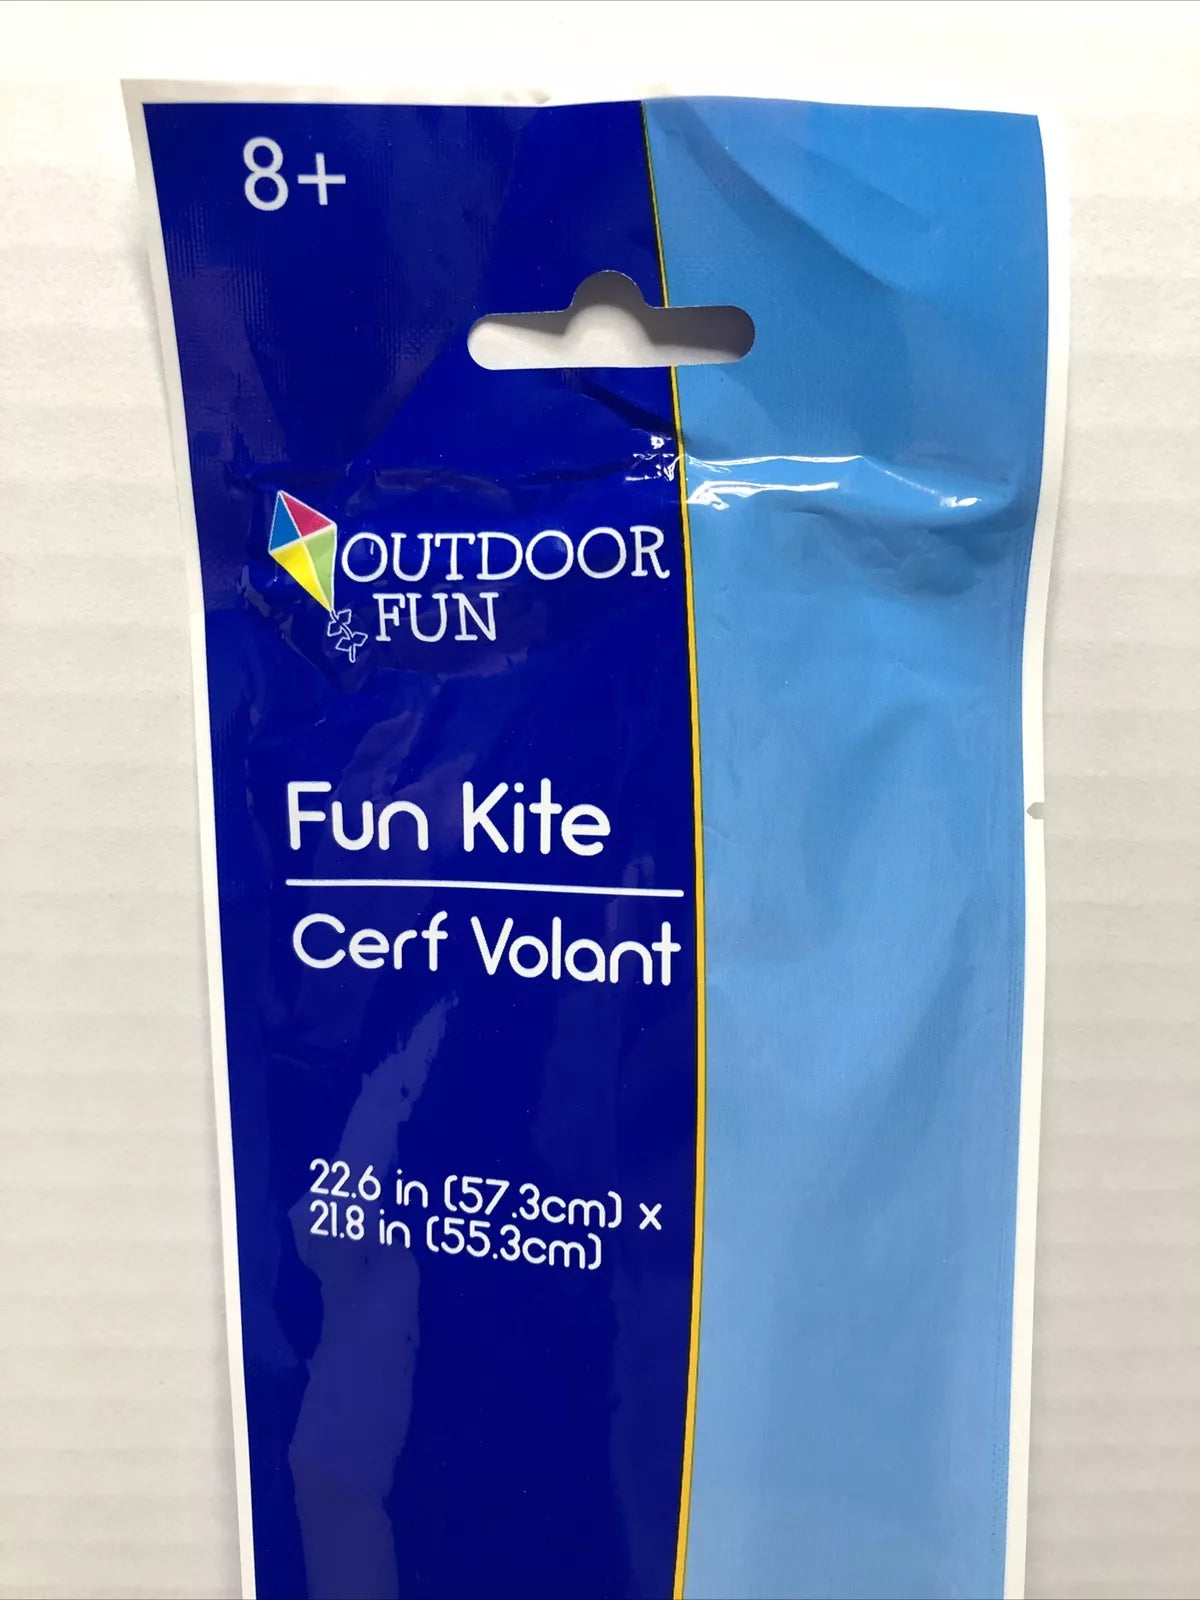 8+
OUTDOOR
FUN
Fun Kite
Cerf Volant
22.6 in (57.3cm) x
21.8 in (55.3cm)